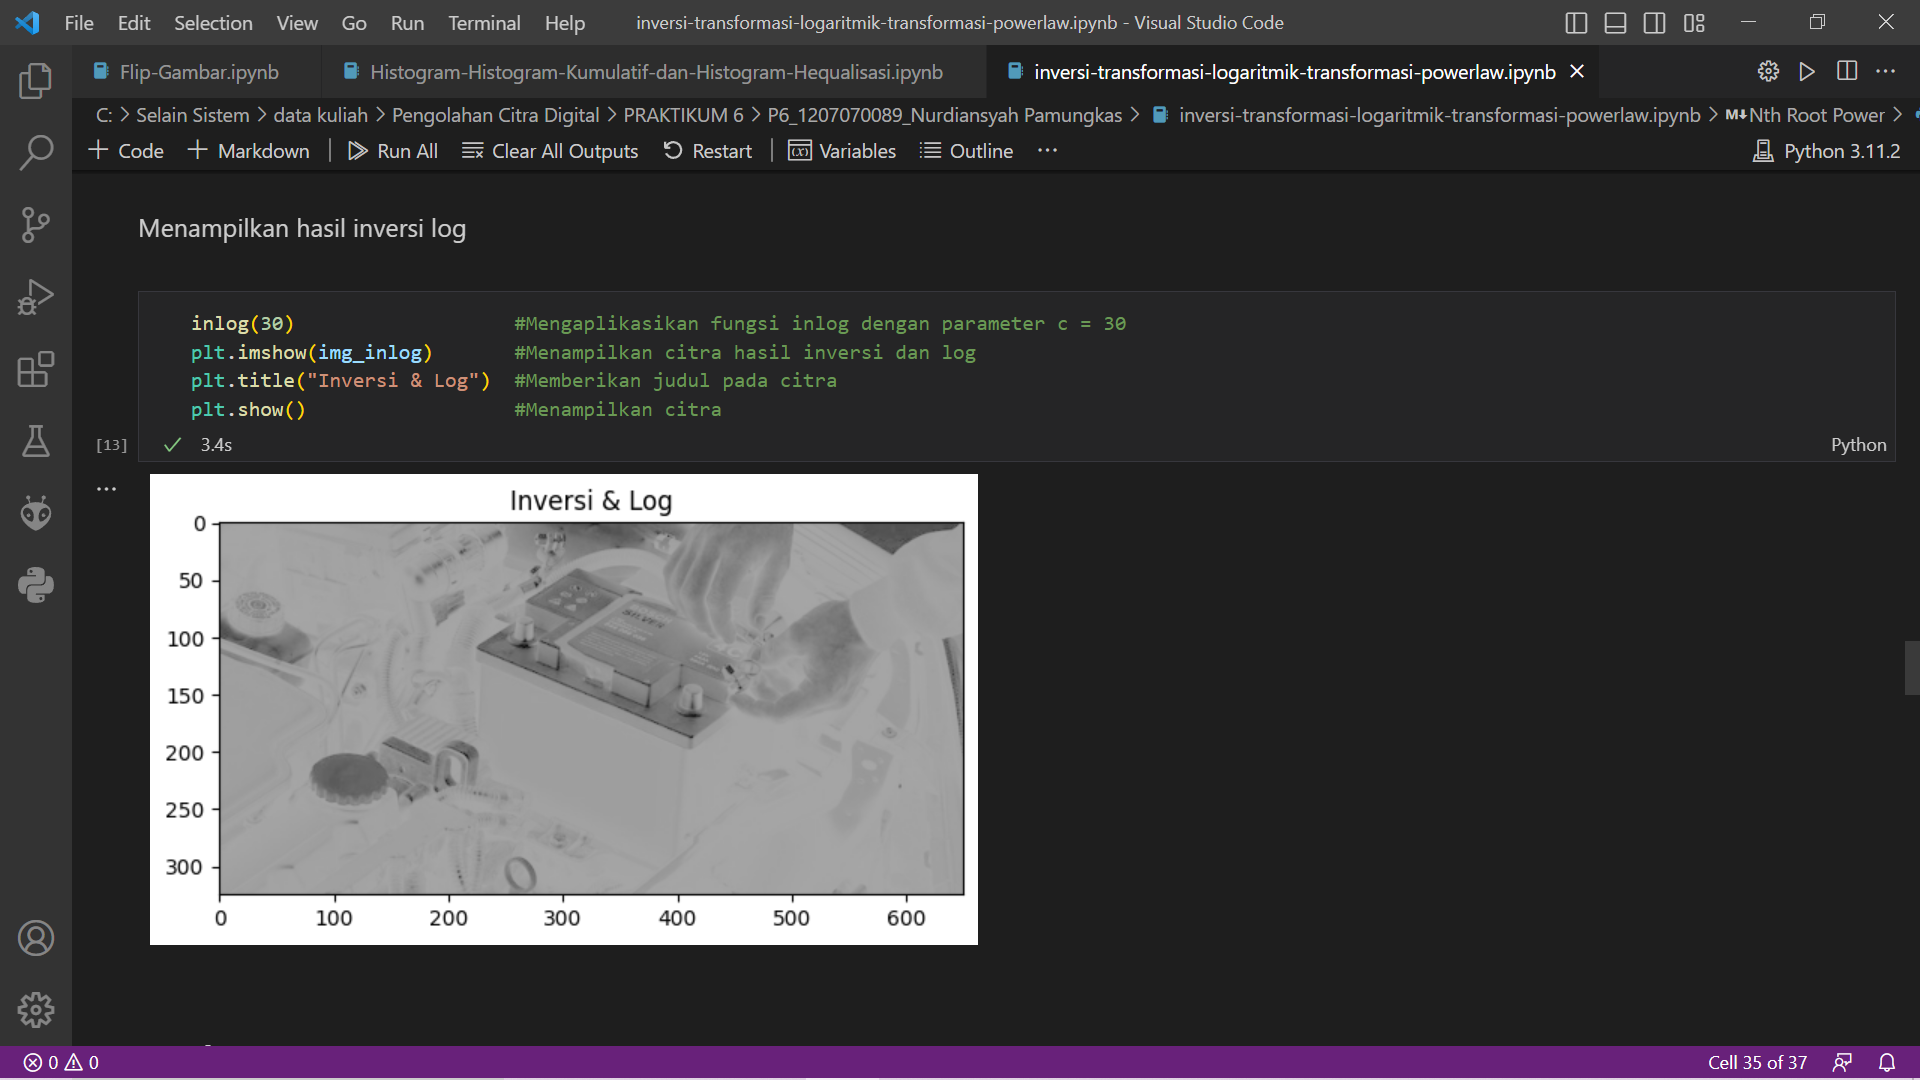 File Edit Selection View Go Run Terminal Help inversi-transformasi-logaritmik-transformasi-powerlaw.ipynb - Visual Studio Code
Flip-Gambar.ipynb Histogram-Histogram-Kumulatif-dan-Histogram-Hequalisasi.ipynb inversi-transformasi-logaritmik-transformasi-powerlaw.ipynb
C: > Selain Sistem > data kuliah > Pengolahan Citra Digital > PRAKTIKUM 6 > P6_1207070089_Nurdiansyah Pamungkas > inversi-transformasi-logaritmik-transformasi-powerlaw.ipynb > M↓Nth Root Power >
+ Code + Markdown | Run All Clear All Outputs Restart | Variables Outline ··· Python 3.11.2
Menampilkan hasil inversi log
inlog(30) #Mengaplikasikan fungsi inlog dengan parameter c = 30
plt.imshow(img_inlog) #Menampilkan citra hasil inversi dan log
plt.title("Inversi & Log") #Memberikan judul pada citra
plt.show() #Menampilkan citra
[13] ✓ 3.4s Python
Inversi & Log
0
50
100
150
200
250
300
0 100 200 300 400 500 600
SILVER
0 0 Cell 35 of 37